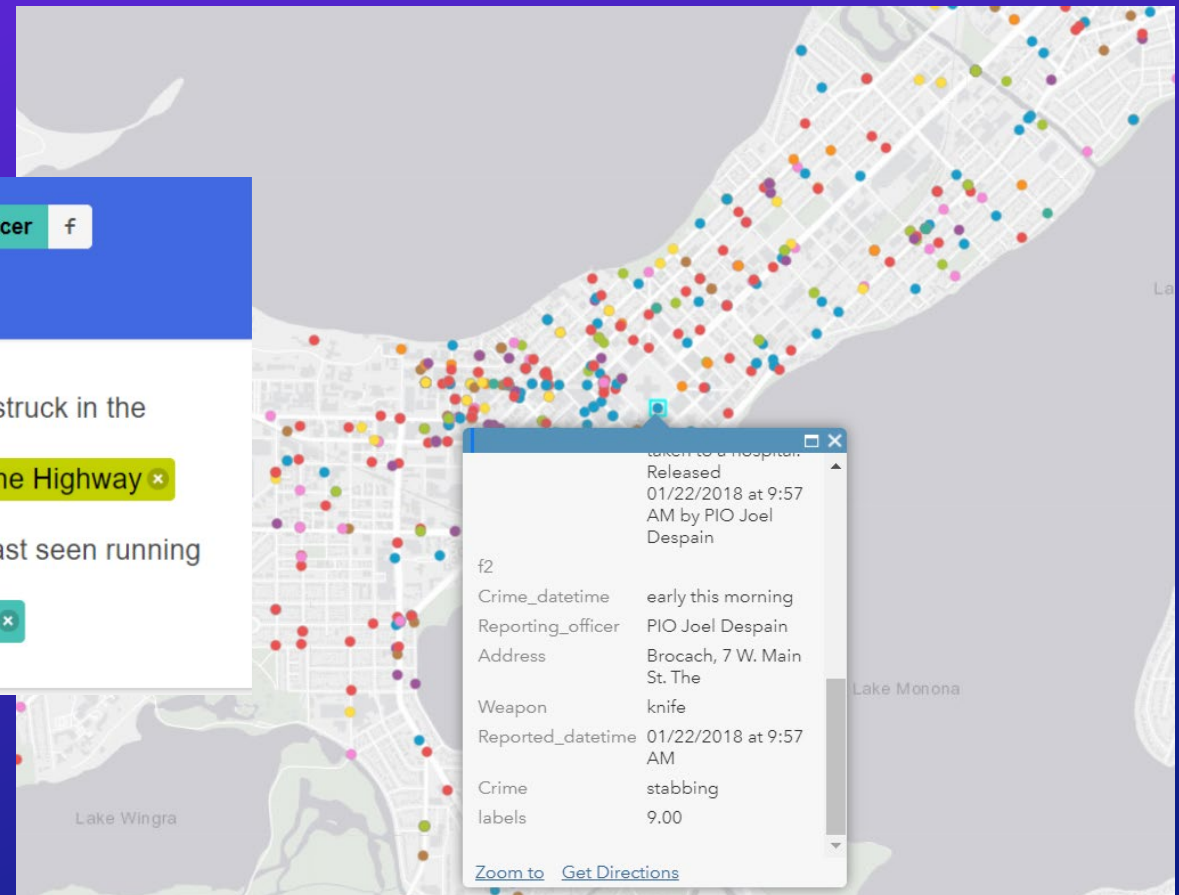 cer f
struck in the
ne Highway
ast seen running
taken to a hospital.
Released
01/22/2018 at 9:57
AM by PIO Joel
Despain
f2
Crime_datetime early this morning
Reporting_officer PIO Joel Despain
Address Brocach, 7 W. Main
St. The
Weapon knife
Reported_datetime 01/22/2018 at 9:57
AM
Crime stabbing
labels 9.00
Zoom to Get Directions
La
Lake Monona
Lake Wingra